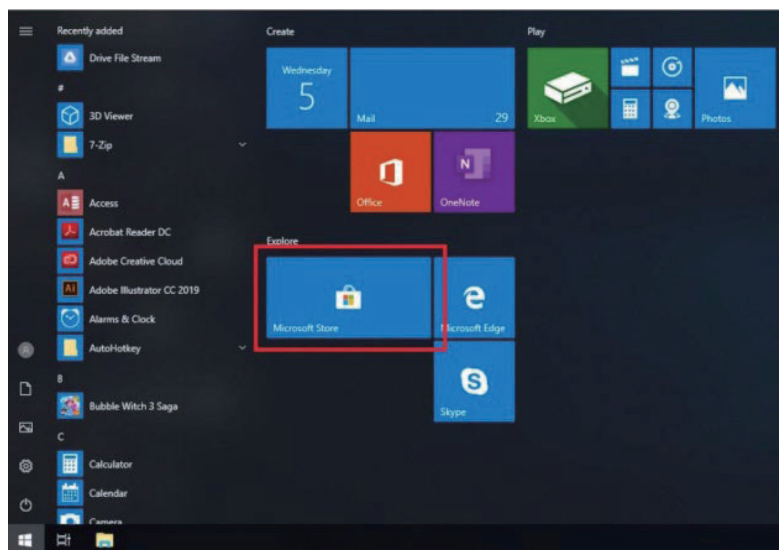 Recently added
Drive File Stream
#
3D Viewer
7-Zip
A
Access
Acrobat Reader DC
Adobe Creative Cloud
Adobe Illustrator CC 2019
Alarms & Clock
AutoHotkey
B
Bubble Witch 3 Saga
C
Calculator
Calendar
Camera
Create
Wednesday
5
Mail 29
Office
OneNote
Explore
Microsoft Store
Microsoft Edge
Skype
Play
Xbox
Photos